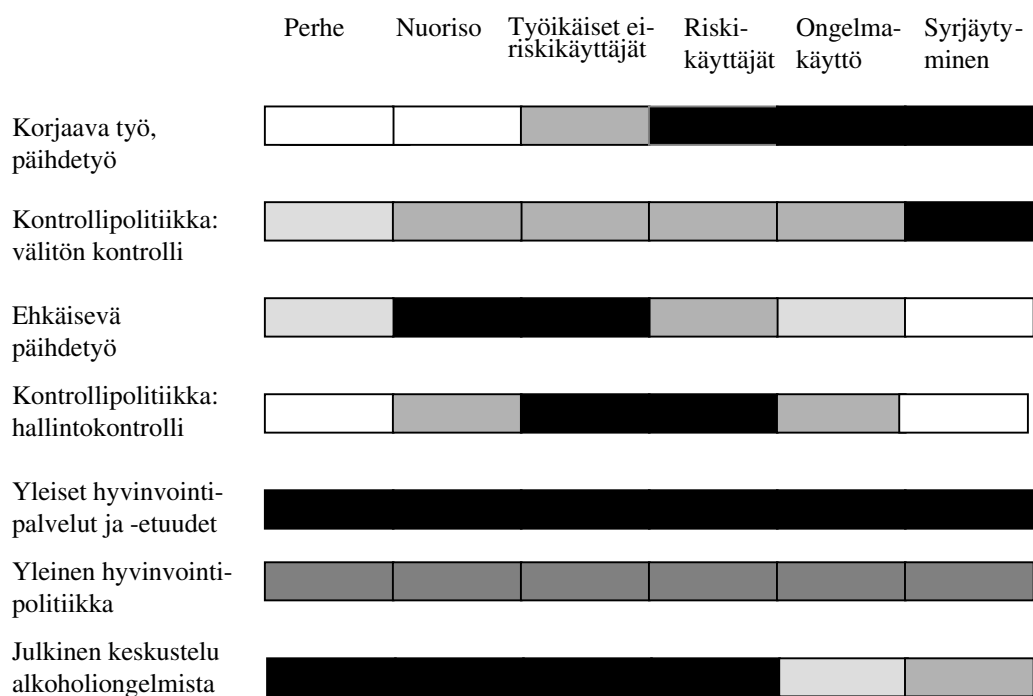 Perhe
Nuoriso
Työikäiset ei-
riskikäyttäjät
Riski-
käyttäjät
Ongelma-
käyttö
Syrjäyty-
minen
Korjaava työ,
päihdetyö
Kontrollipolitiikka:
välitön kontrolli
Ehkäisevä
päihdetyö
Kontrollipolitiikka:
hallintokontrolli
Yleiset hyvinvointi-
palvelut ja -etuudet
Yleinen hyvinvointi-
politiikka
Julkinen keskustelu
alkoholiongelmista